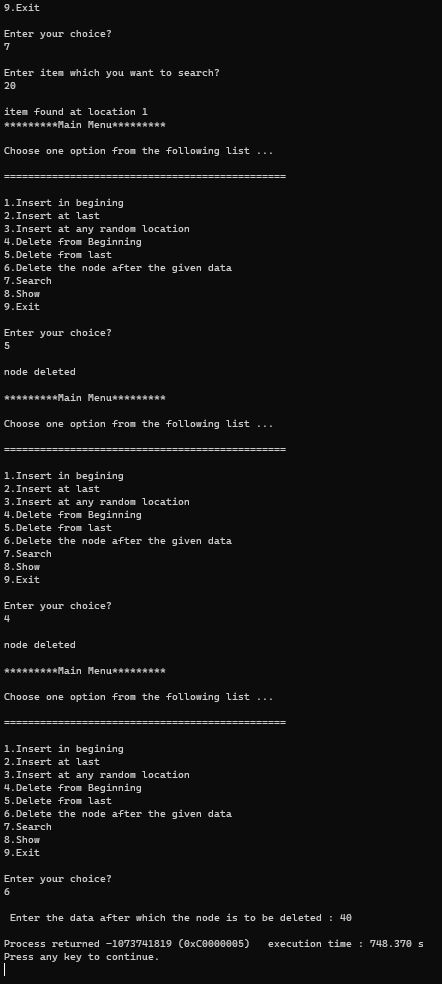 9.Exit
Enter your choice?
7
Enter item which you want to search?
20
item found at location 1
*********Main Menu*********
Choose one option from the following list ...
===============================================
1.Insert in begining
2.Insert at last
3.Insert at any random location
4.Delete from Beginning
5.Delete from last
6.Delete the node after the given data
7.Search
8.Show
9.Exit
Enter your choice?
5
node deleted
*********Main Menu*********
Choose one option from the following list ...
===============================================
1.Insert in begining
2.Insert at last
3.Insert at any random location
4.Delete from Beginning
5.Delete from last
6.Delete the node after the given data
7.Search
8.Show
9.Exit
Enter your choice?
4
node deleted
*********Main Menu*********
Choose one option from the following list ...
===============================================
1.Insert in begining
2.Insert at last
3.Insert at any random location
4.Delete from Beginning
5.Delete from last
6.Delete the node after the given data
7.Search
8.Show
9.Exit
Enter your choice?
6
Enter the data after which the node is to be deleted : 40
Process returned -1073741819 (0xC0000005)   execution time : 748.370 s
Press any key to continue.